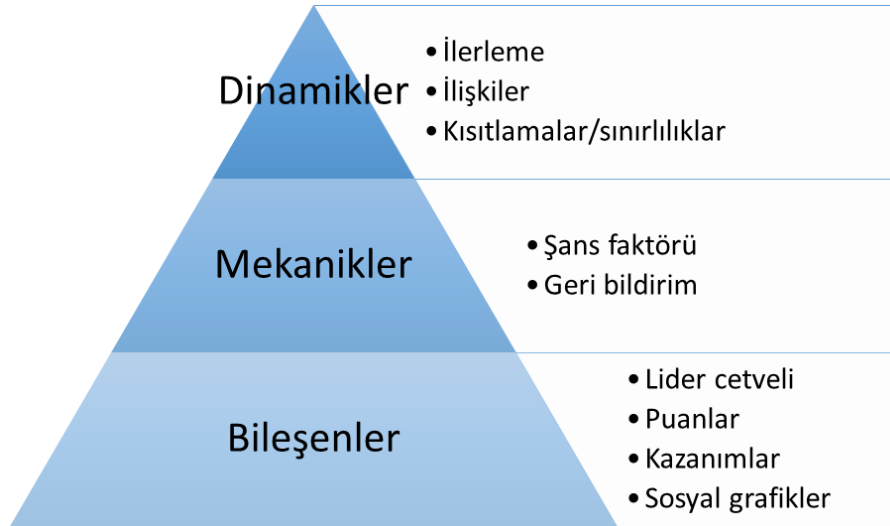 Dinamikler
• İlerleme
• İlişkiler
• Kısıtlamalar/sınırlılıklar
Mekanikler
• Şans faktörü
• Geri bildirim
Bileşenler
• Lider cetveli
• Puanlar
• Kazanımlar
• Sosyal grafikler